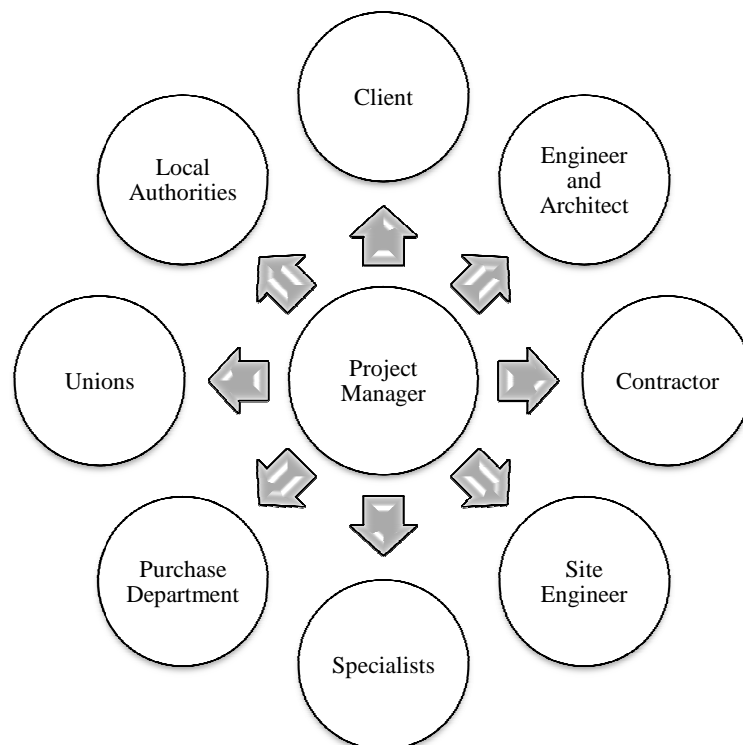 Client
Engineer
and
Architect
Contractor
Site
Engineer
Specialists
Purchase
Department
Unions
Local
Authorities
Project
Manager